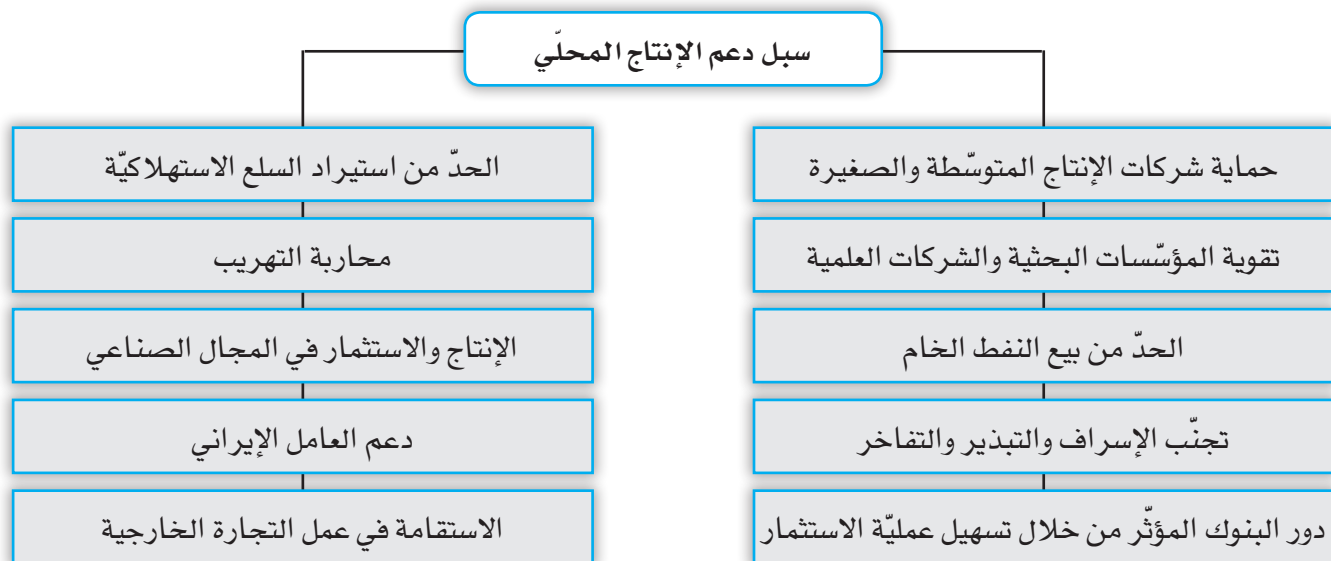 سبل دعم الإنتاج المحلّي
حماية شركات الإنتاج المتوسّطة والصغيرة
تقوية المؤسّسات البحثية والشركات العلمية
الحدّ من بيع النفط الخام
تجنّب الإسراف والتبذير والتفاخر
دور البنوك المؤثّر من خلال تسهيل عمليّة الاستثمار
الحدّ من استيراد السلع الاستهلاكيّة
محاربة التهريب
الإنتاج والاستثمار في المجال الصناعي
دعم العامل الإيراني
الاستقامة في عمل التجارة الخارجية